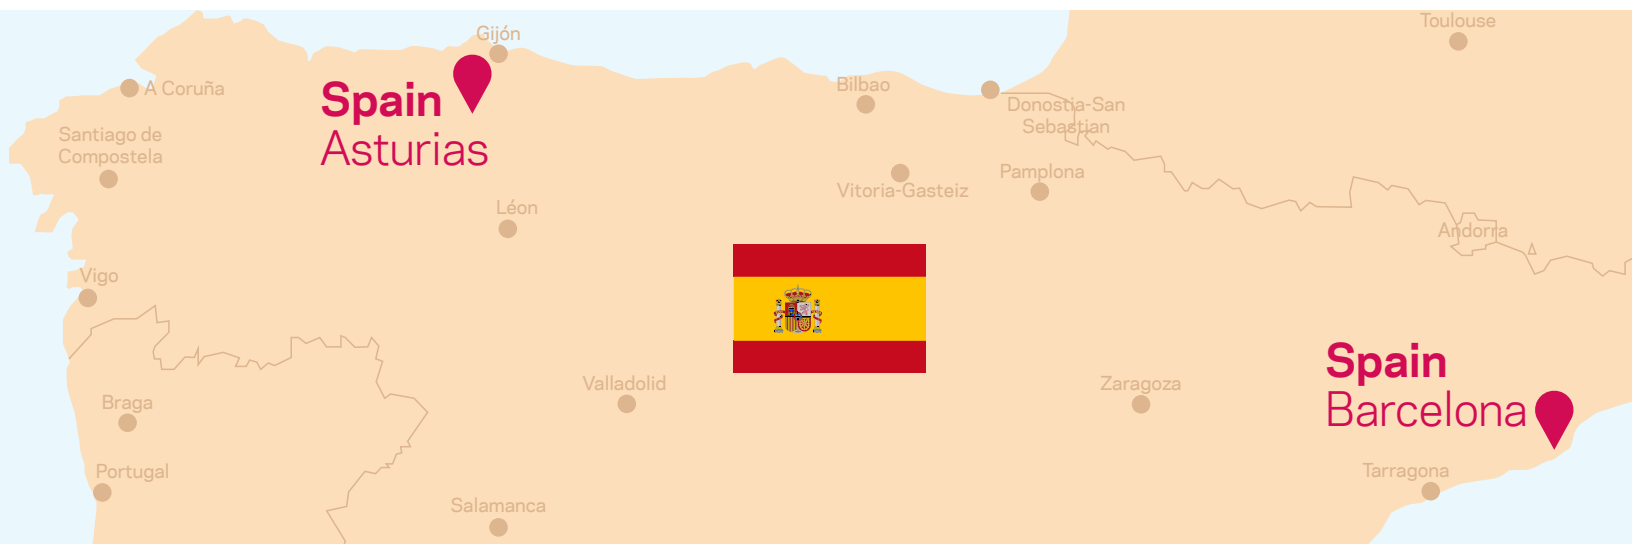 Toulouse
Gijón
A Coruña
Spain
Asturias
Bilbao
Donostia-San
Sebastian
Santiago de
Compostela
Pamplona
Vitoria-Gasteiz
Léon
Andorra
Vigo
Spain
Barcelona
Valladolid
Zaragoza
Braga
Portugal
Tarragona
Salamanca